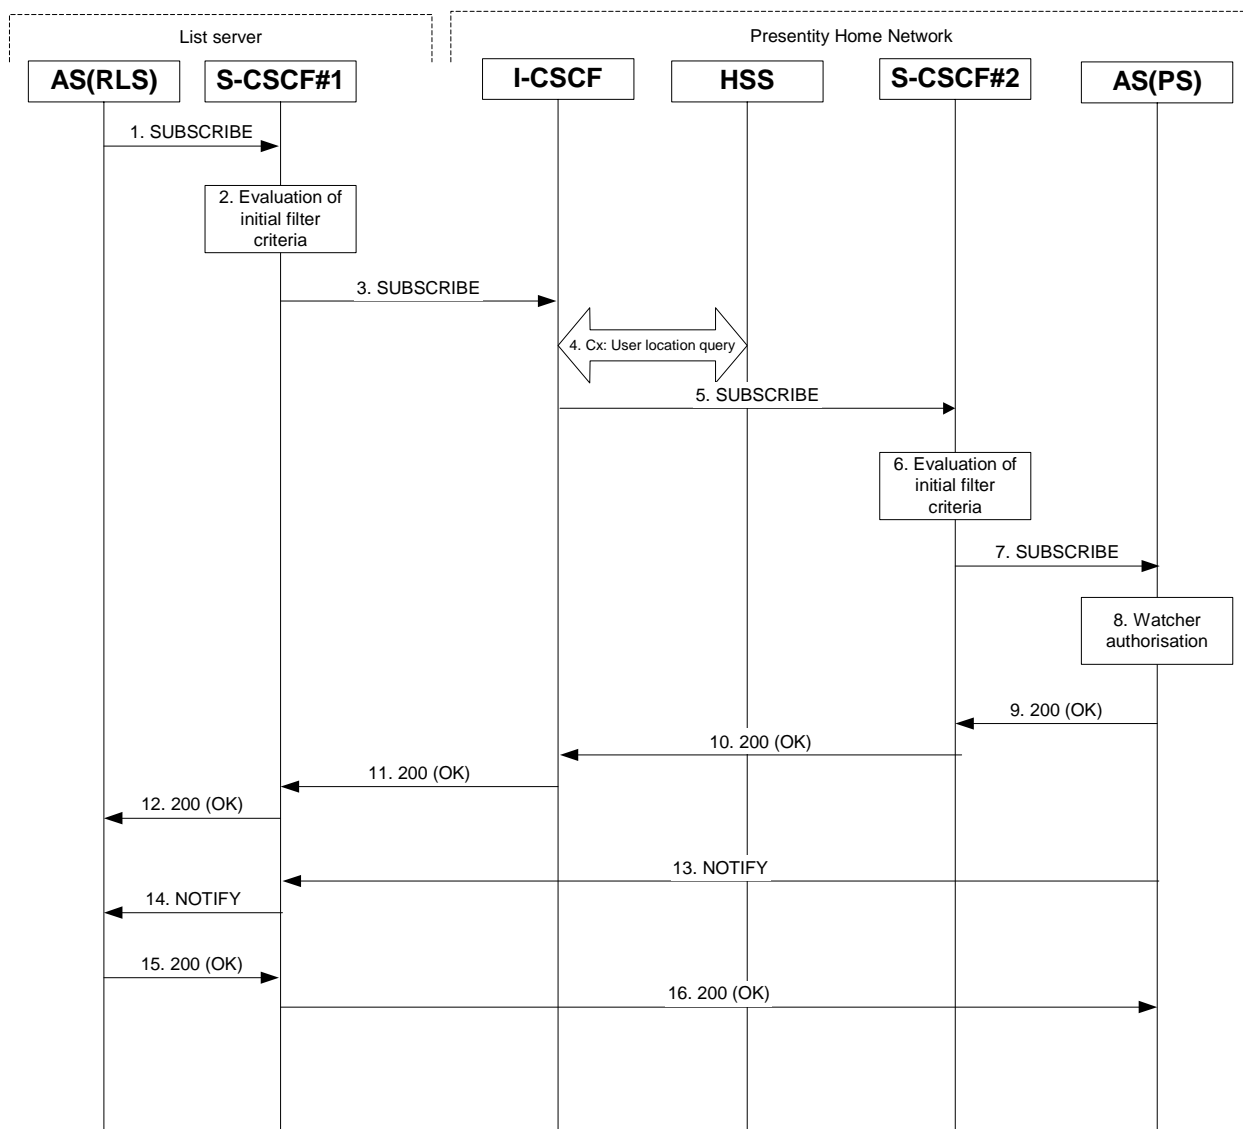 List server
Presentity Home Network
AS(RLS)
S-CSCF#1
I-CSCF
HSS
S-CSCF#2
AS(PS)
1. SUBSCRIBE
2. Evaluation of
initial filter
criteria
3. SUBSCRIBE
4. Cx: User location query
5. SUBSCRIBE
6. Evaluation of
initial filter
criteria
7. SUBSCRIBE
8. Watcher
authorisation
9. 200 (OK)
10. 200 (OK)
11. 200 (OK)
12. 200 (OK)
13. NOTIFY
14. NOTIFY
15. 200 (OK)
16. 200 (OK)